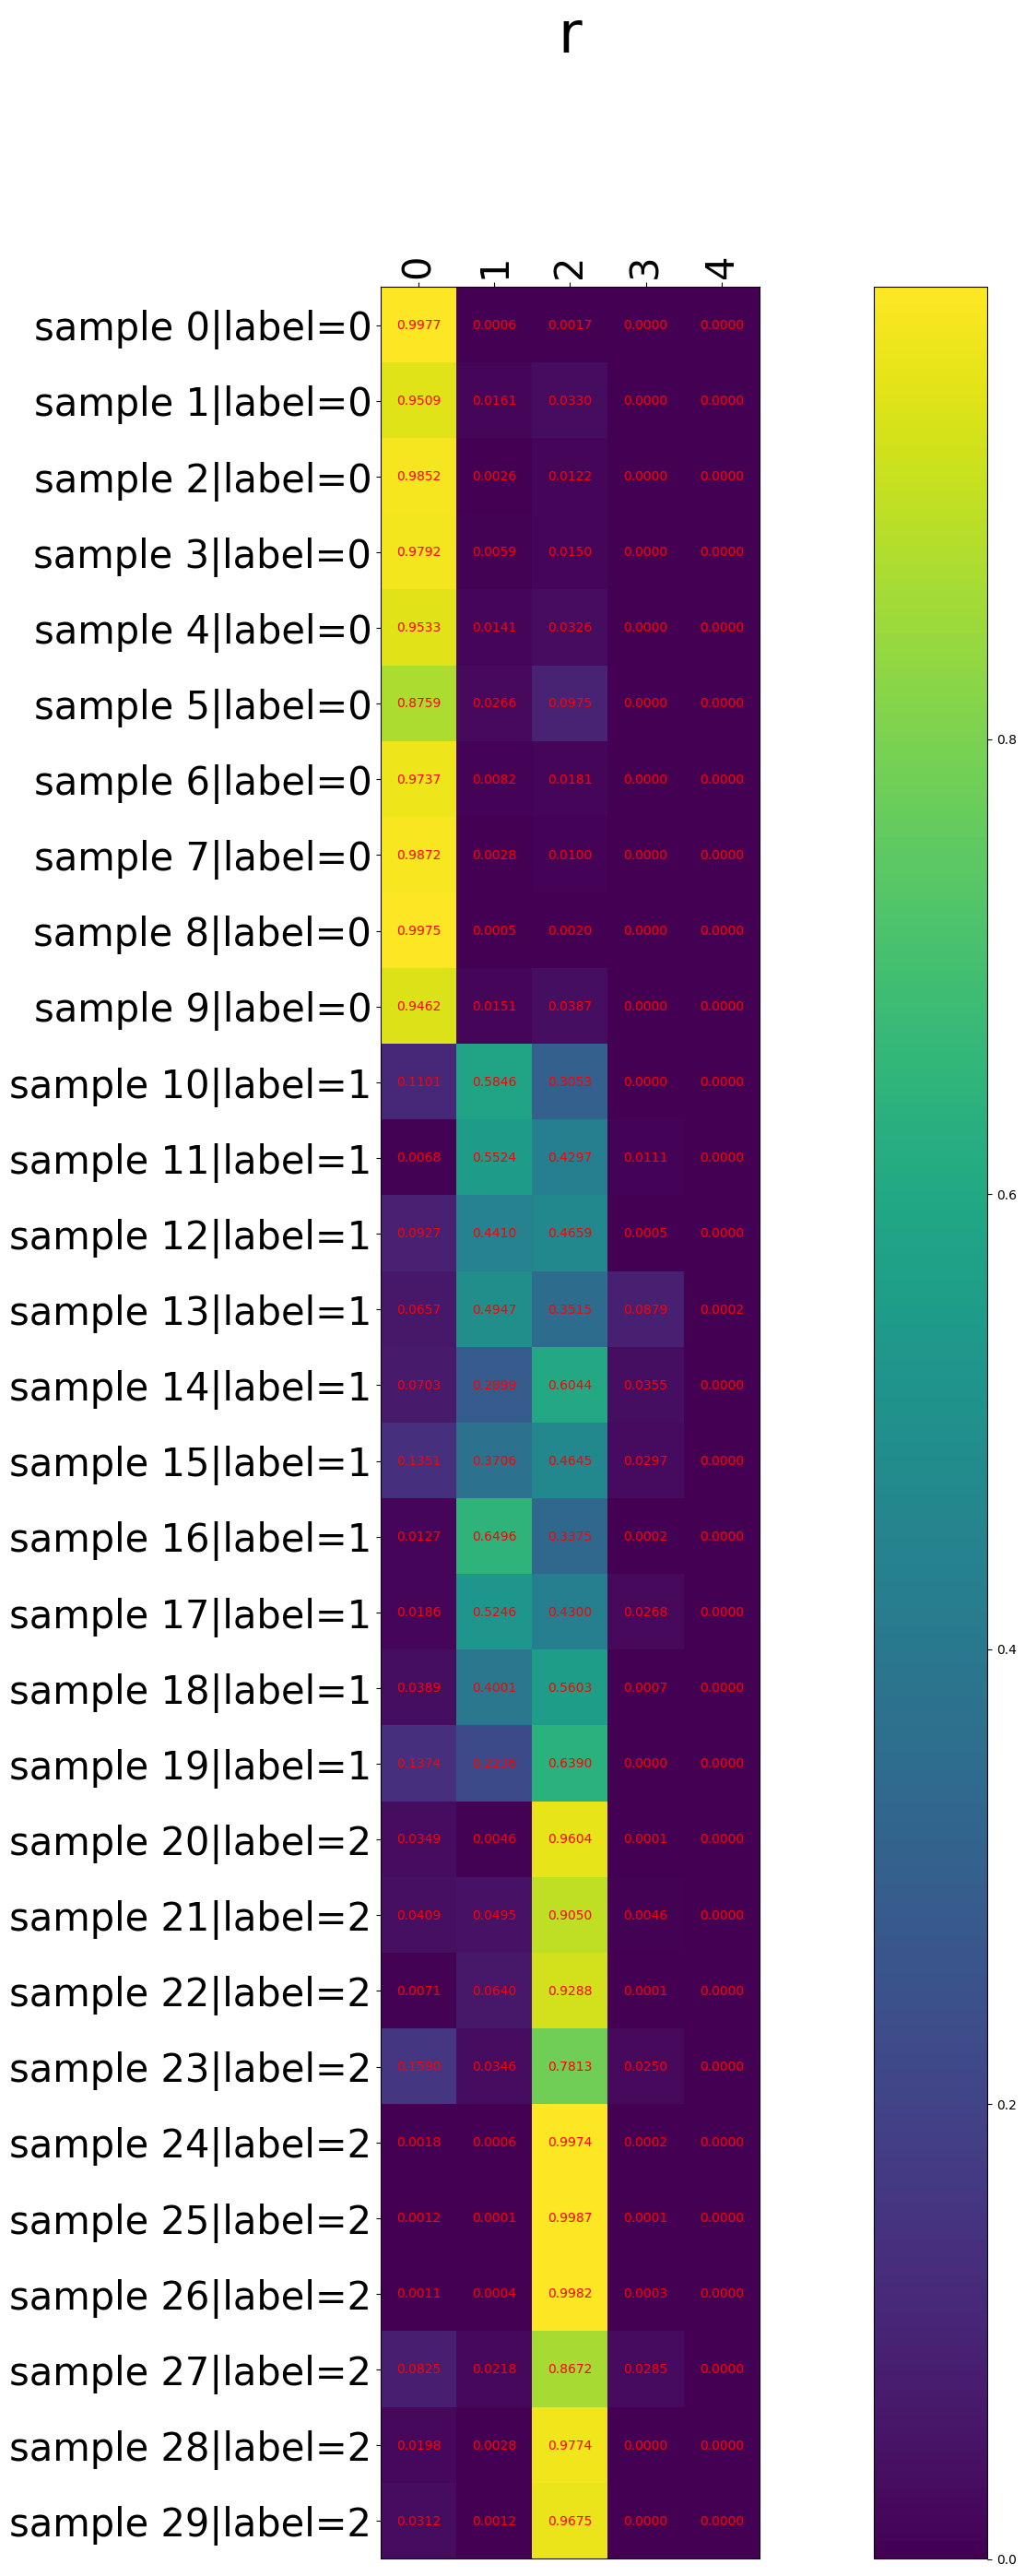 r
0 1 2 3 4
sample 0|label=0 0.9977 0.0006 0.0017 0.0000 0.0000
sample 1|label=0 0.9509 0.0161 0.0330 0.0000 0.0000
sample 2|label=0 0.9852 0.0026 0.0122 0.0000 0.0000
sample 3|label=0 0.9792 0.0059 0.0150 0.0000 0.0000
sample 4|label=0 0.9533 0.0141 0.0326 0.0000 0.0000
sample 5|label=0 0.8759 0.0266 0.0975 0.0000 0.0000
0.8
sample 6|label=0 0.9737 0.0082 0.0181 0.0000 0.0000
sample 7|label=0 0.9872 0.0028 0.0100 0.0000 0.0000
sample 8|label=0 0.9975 0.0005 0.0020 0.0000 0.0000
sample 9|label=0 0.9462 0.0151 0.0387 0.0000 0.0000
sample 10|label=1 0.1101 0.5846 0.3053 0.0000 0.0000
sample 11|label=1 0.0068 0.5524 0.4297 0.0111 0.0000
0.6
sample 12|label=1 0.0927 0.4410 0.4659 0.0005 0.0000
sample 13|label=1 0.0657 0.4947 0.3515 0.0879 0.0002
sample 14|label=1 0.0703 0.2899 0.6044 0.0355 0.0000
sample 15|label=1 0.1351 0.3706 0.4645 0.0297 0.0000
sample 16|label=1 0.0127 0.6496 0.3375 0.0002 0.0000
sample 17|label=1 0.0186 0.5246 0.4300 0.0268 0.0000
0.4
sample 18|label=1 0.0389 0.4001 0.5603 0.0007 0.0000
sample 19|label=1 0.1374 0.2236 0.6390 0.0000 0.0000
sample 20|label=2 0.0349 0.0046 0.9604 0.0001 0.0000
sample 21|label=2 0.0409 0.0495 0.9050 0.0046 0.0000
sample 22|label=2 0.0071 0.0640 0.9288 0.0001 0.0000
sample 23|label=2 0.1590 0.0346 0.7813 0.0250 0.0000
0.2
sample 24|label=2 0.0018 0.0006 0.9974 0.0002 0.0000
sample 25|label=2 0.0012 0.0001 0.9987 0.0001 0.0000
sample 26|label=2 0.0011 0.0004 0.9982 0.0003 0.0000
sample 27|label=2 0.0825 0.0218 0.8672 0.0285 0.0000
sample 28|label=2 0.0198 0.0028 0.9774 0.0000 0.0000
sample 29|label=2 0.0312 0.0012 0.9675 0.0000 0.0000
0.0